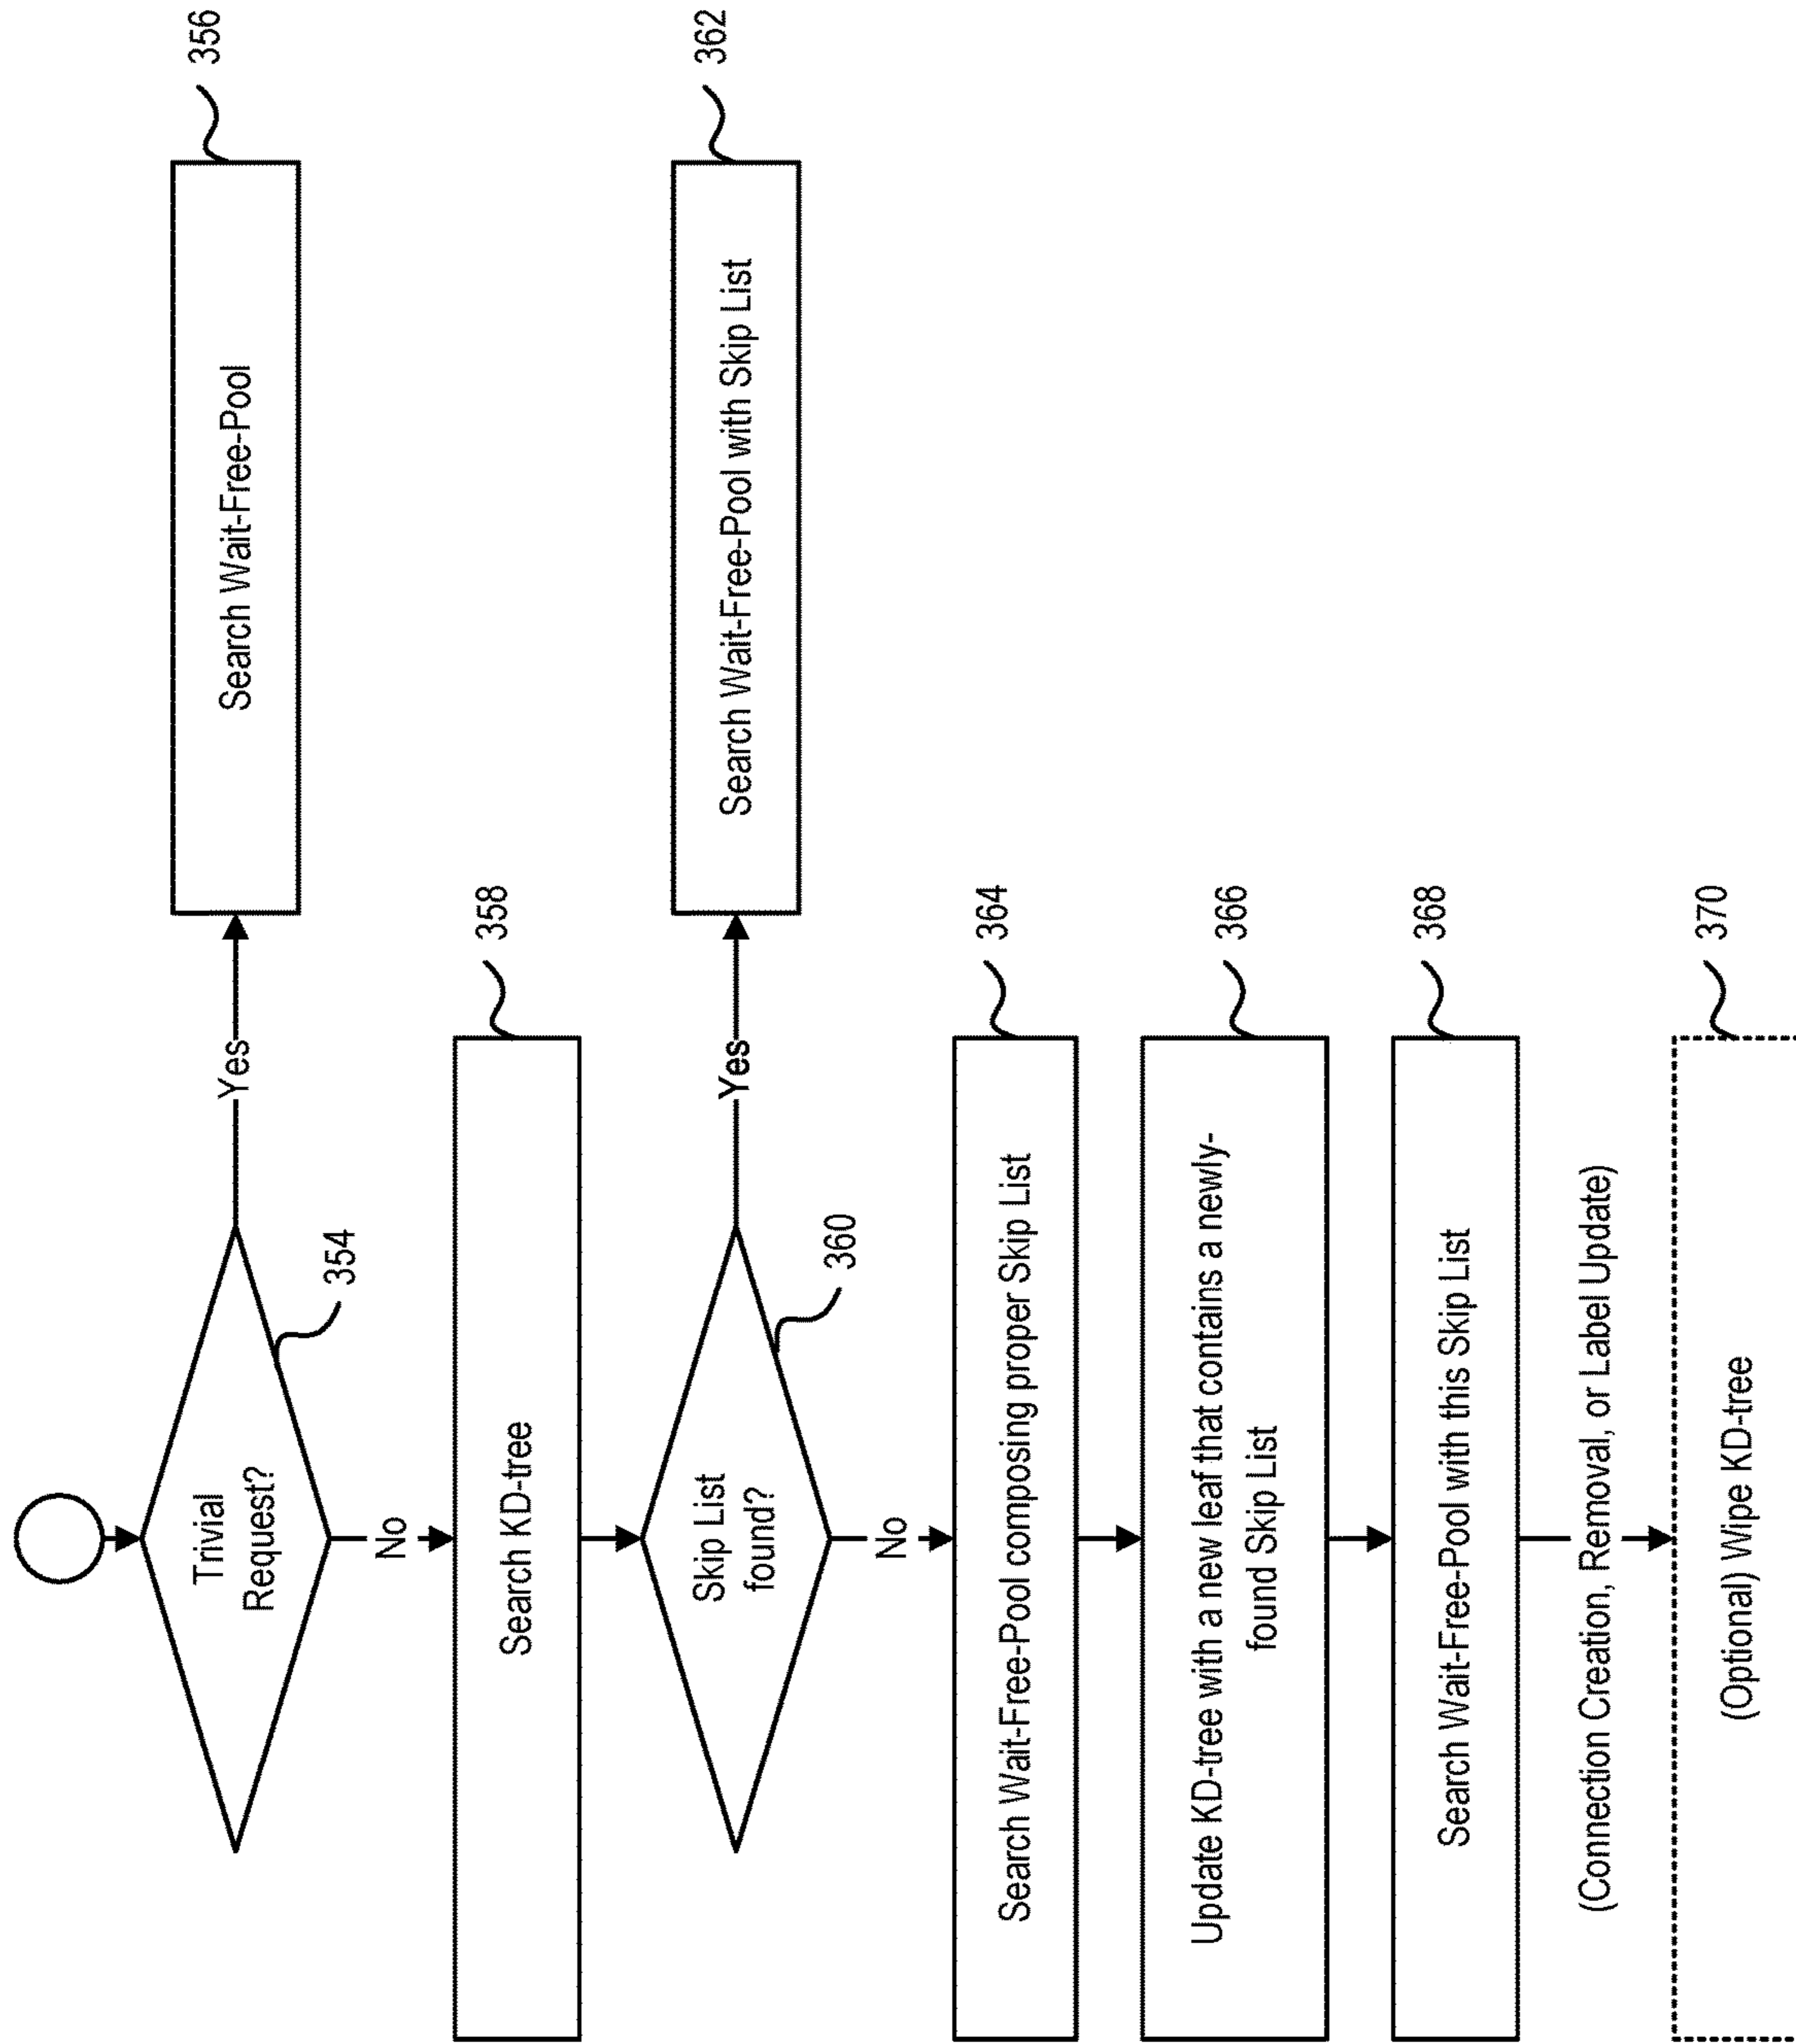 Trivial
Request?
354
Yes
Search Wait-Free-Pool
356
No
Search KD-tree
358
Skip List
found?
360
Yes
Search Wait-Free-Pool with Skip List
362
No
Search Wait-Free-Pool composing proper Skip List
364
Update KD-tree with a new leaf that contains a newly-
found Skip List
366
Search Wait-Free-Pool with this Skip List
368
(Connection Creation, Removal, or Label Update)
(Optional) Wipe KD-tree
370